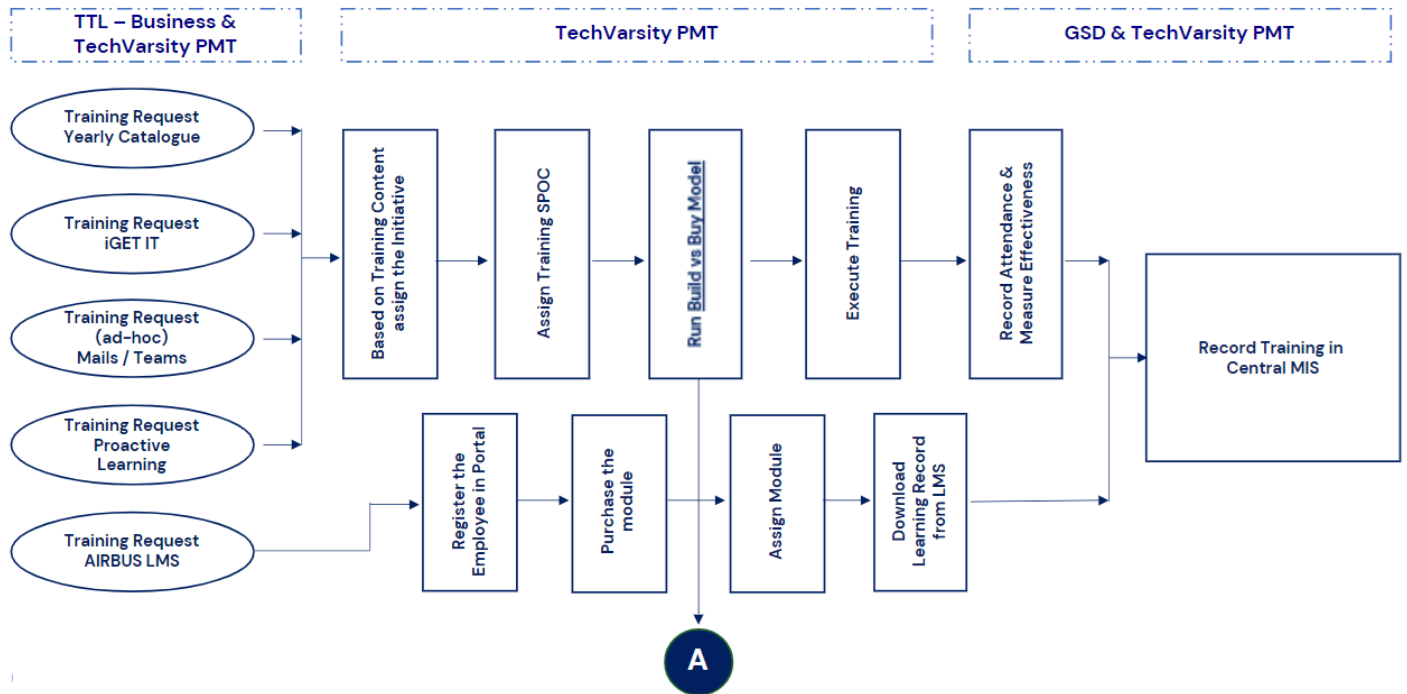 TTL – Business &
TechVarsity PMT
TechVarsity PMT
GSD & TechVarsity PMT
Training Request
Yearly Catalogue
Training Request
iGET IT
Training Request
(ad-hoc)
Mails / Teams
Training Request
Proactive
Learning
Training Request
AIRBUS LMS
Based on Training Content
assign the Initiative
Assign Training SPOC
Run Build vs Buy Model
Execute Training
Record Attendance &
Measure Effectiveness
Record Training in
Central MIS
Register the
Employee in Portal
Purchase the
module
Assign Module
Download
Learning Record
from LMS
A